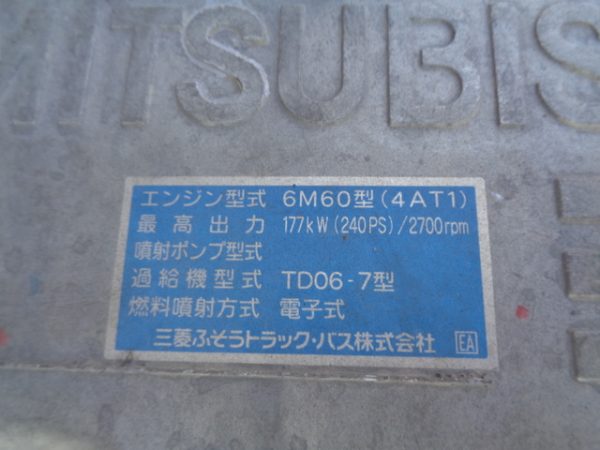 MITSUBIS
エンジン型式 6M60型(4AT1)
最高出力 177kW(240PS)/2700rpm
噴射ポンプ型式
過給機型式 TD06-7型
燃料噴射方式 電子式
三菱ふそうトラック・バス株式会社 EA